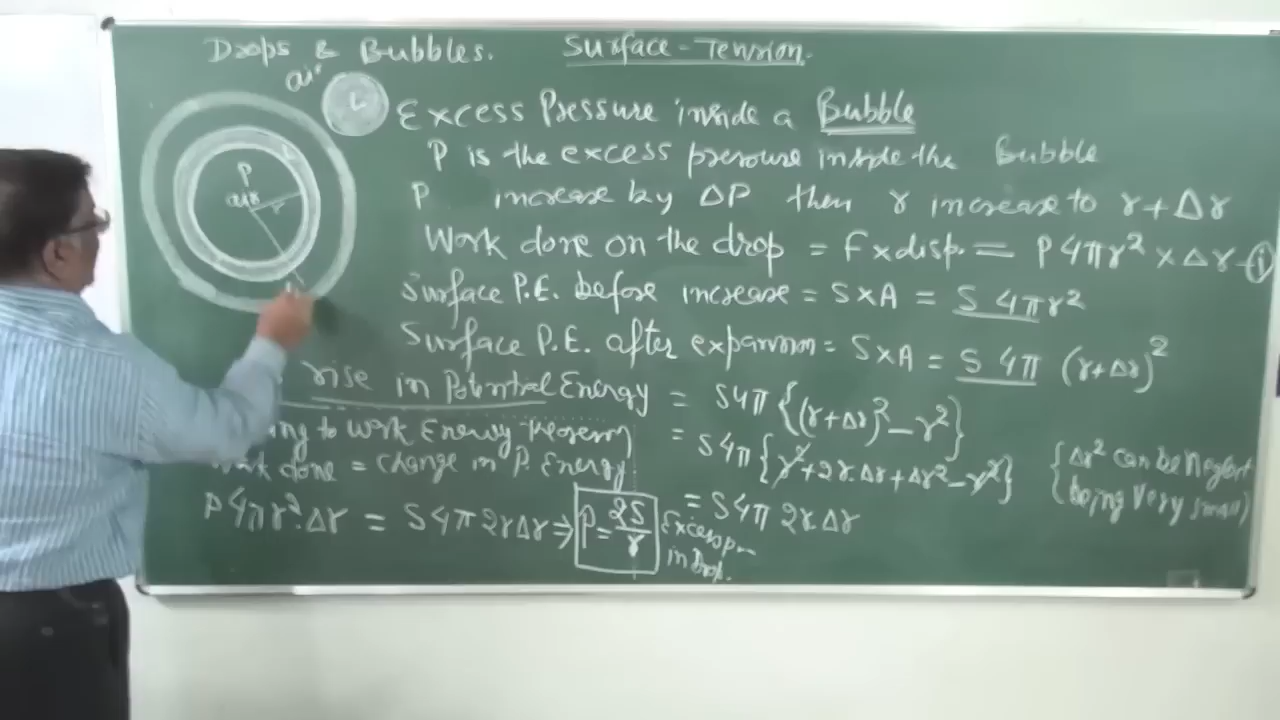 Drops & Bubbles. Surface-Tension.
air
L
Excess Pressure inside a Bubble
P is the excess pressure inside the Bubble
P increase by ΔP then r increase to r+Δr
Work done on the drop = F x disp. = P 4πr² x Δr - (i)
Surface P.E. before increase = S x A = S 4πr²
Surface P.E. after expansion = S x A = S 4π (r+Δr)²
rise in Potential Energy = S4π {(r+Δr)² - r²}
to Work Energy Theorem = S4π {r²+2r.Δr+Δr²-r²} {Δr² can be Neglect being very small}
Work done = change in P. Energy = S4π 2rΔr
P 4πr².Δr = S4π 2rΔr ⇒ P = 2S/r Excess in Drop.
P
air
r
L